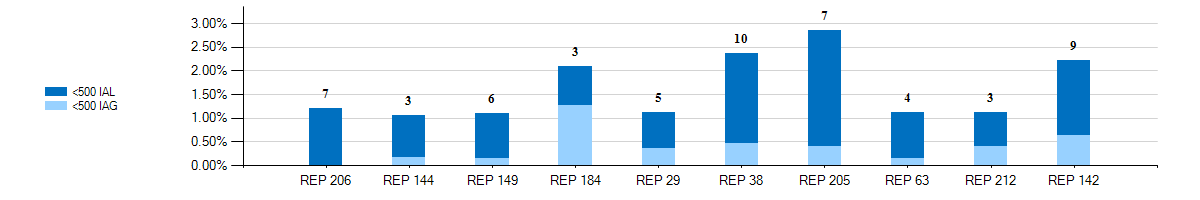 3.00%
2.50%
2.00%
1.50%
1.00%
0.50%
0.00%
<500 IAL
<500 IAG
7
3
6
3
5
10
7
4
3
9
REP 206
REP 144
REP 149
REP 184
REP 29
REP 38
REP 205
REP 63
REP 212
REP 142